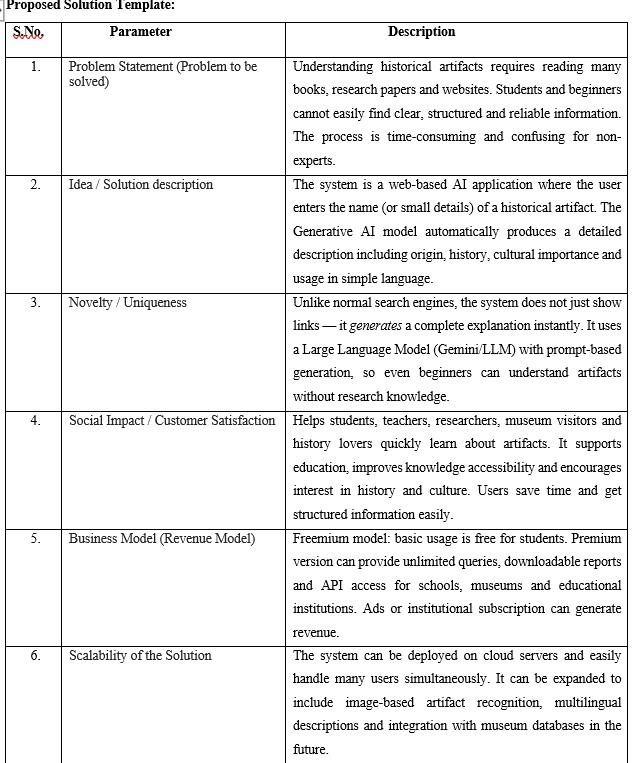 Proposed Solution Template:
S.No. Parameter Description
1. Problem Statement (Problem to be solved) Understanding historical artifacts requires reading many
books, research papers and websites. Students and beginners
cannot easily find clear, structured and reliable information.
The process is time-consuming and confusing for non-
experts.
2. Idea / Solution description The system is a web-based AI application where the user
enters the name (or small details) of a historical artifact. The
Generative AI model automatically produces a detailed
description including origin, history, cultural importance and
usage in simple language.
3. Novelty / Uniqueness Unlike normal search engines, the system does not just show
links — it generates a complete explanation instantly. It uses
a Large Language Model (Gemini/LLM) with prompt-based
generation, so even beginners can understand artifacts
without research knowledge.
4. Social Impact / Customer Satisfaction Helps students, teachers, researchers, museum visitors and
history lovers quickly learn about artifacts. It supports
education, improves knowledge accessibility and encourages
interest in history and culture. Users save time and get
structured information easily.
5. Business Model (Revenue Model) Freemium model: basic usage is free for students. Premium
version can provide unlimited queries, downloadable reports
and API access for schools, museums and educational
institutions. Ads or institutional subscription can generate
revenue.
6. Scalability of the Solution The system can be deployed on cloud servers and easily
handle many users simultaneously. It can be expanded to
include image-based artifact recognition, multilingual
descriptions and integration with museum databases in the
future.